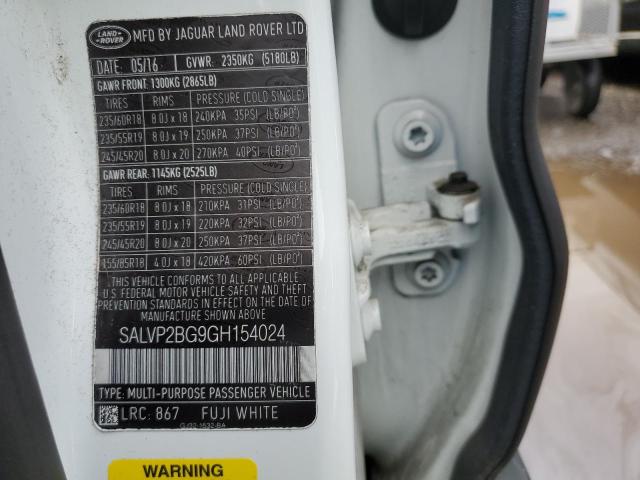 LAND-ROVER
MFD BY JAGUAR LAND ROVER LTD
DATE: 05/16 GVWR: 2350KG (5180LB)
GAWR FRONT: 1300KG (2865LB)
TIRES RIMS PRESSURE (COLD SINGLE)
235/60R18 8.0J x 18 240KPA 35PSI (LB/PO²)
235/55R19 8.0J x 19 250KPA 37PSI (LB/PO²)
245/45R20 8.0J x 20 270KPA 40PSI (LB/PO²)
GAWR REAR: 1145KG (2525LB)
TIRES RIMS PRESSURE (COLD SINGLE)
235/60R18 8.0J x 18 210KPA 31PSI (LB/PO²)
235/55R19 8.0J x 19 220KPA 32PSI (LB/PO²)
245/45R20 8.0J x 20 250KPA 37PSI (LB/PO²)
155/85R18 4.0J x 18 420KPA 60PSI (LB/PO²)
THIS VEHICLE CONFORMS TO ALL APPLICABLE
U.S. FEDERAL MOTOR VEHICLE SAFETY AND THEFT
PREVENTION STANDARDS IN EFFECT ON THE DATE OF
MANUFACTURE SHOWN ABOVE
SALVP2BG9GH154024
TYPE: MULTI-PURPOSE PASSENGER VEHICLE
LRC: 867 FUJI WHITE
GJ32-1532-BA
WARNING